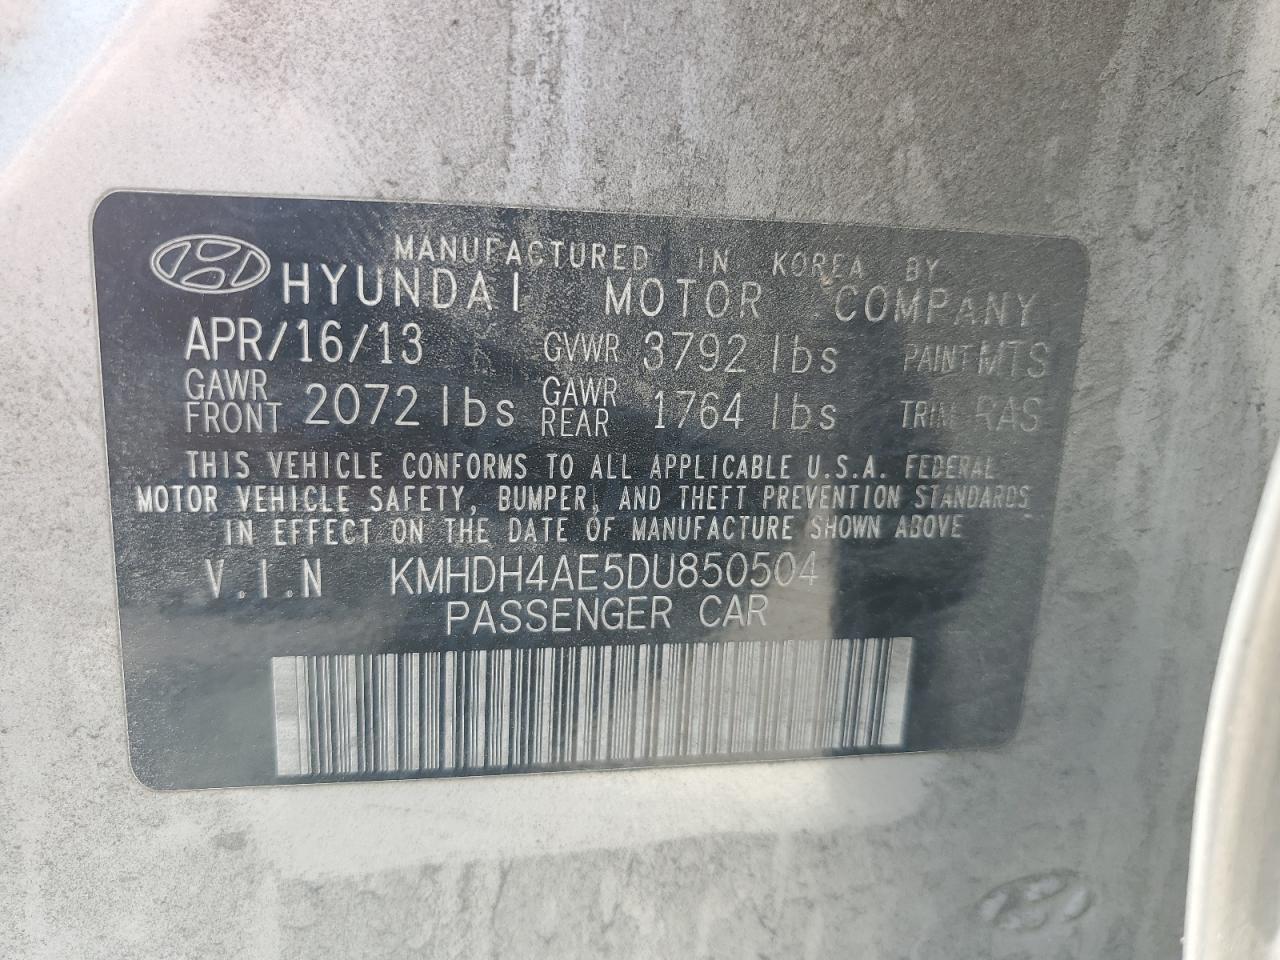 MANUFACTURED IN KOREA BY
HYUNDAI MOTOR COMPANY
APR/16/13 GVWR 3792 lbs PAINT MTS
GAWR FRONT 2072 lbs GAWR REAR 1764 lbs TRIM RAS
THIS VEHICLE CONFORMS TO ALL APPLICABLE U.S.A. FEDERAL
MOTOR VEHICLE SAFETY, BUMPER, AND THEFT PREVENTION STANDARDS
IN EFFECT ON THE DATE OF MANUFACTURE SHOWN ABOVE
V.I.N KMHDH4AE5DU850504
PASSENGER CAR